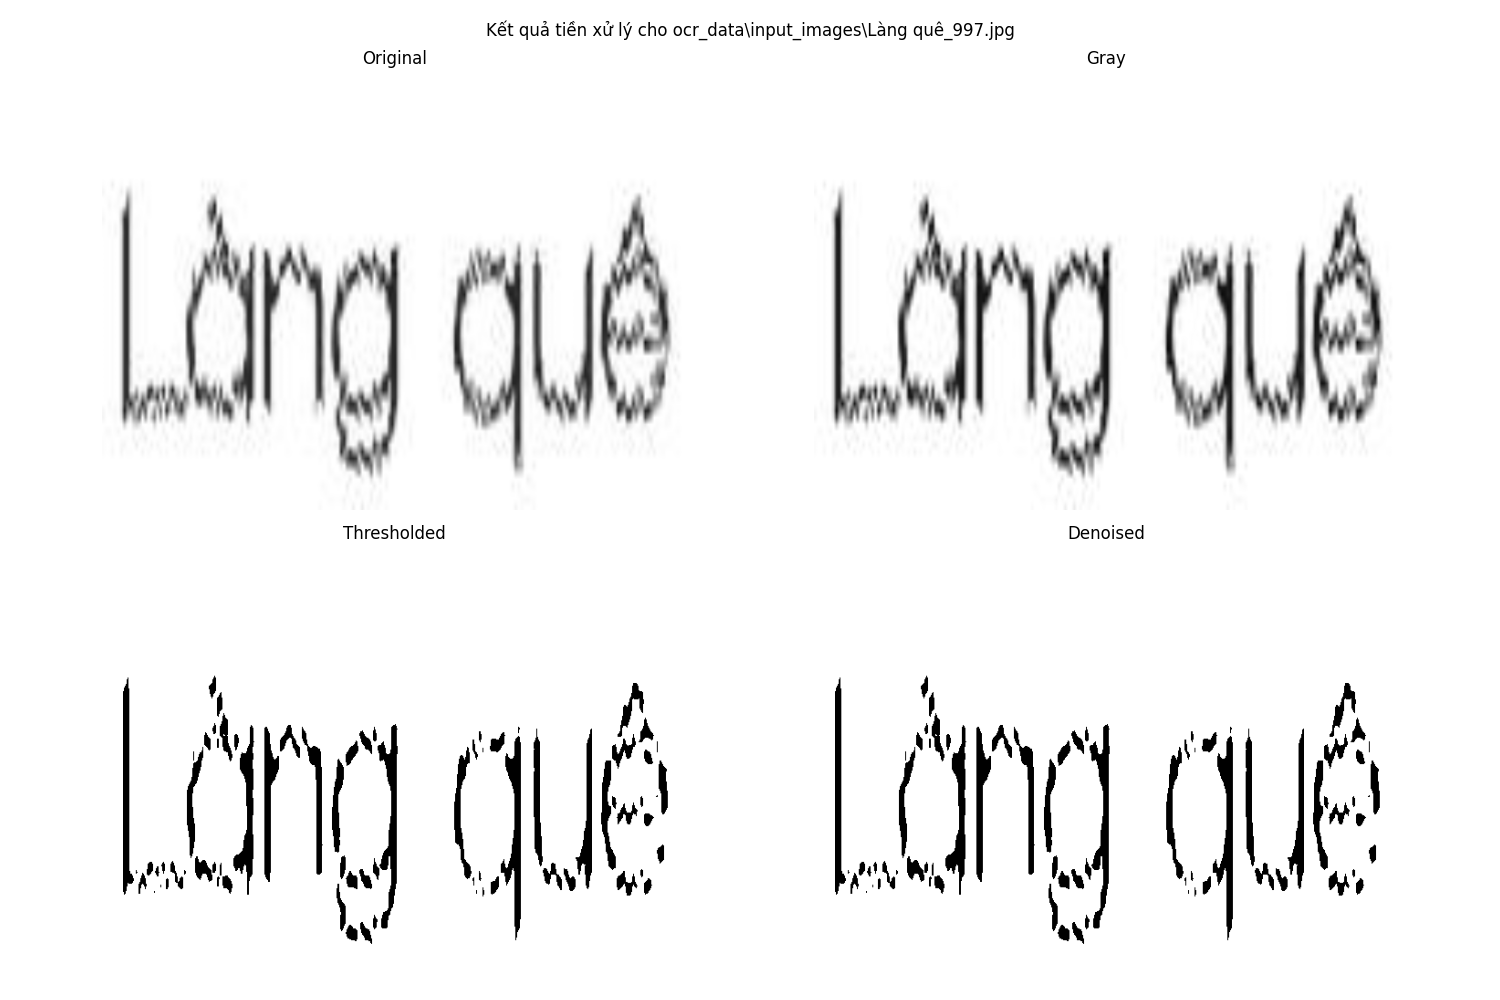 Kết quả tiền xử lý cho ocr_data\input_images\Làng quê_997.jpg
Original
Gray
Làng quê
Làng quê
Thresholded
Denoised
Làng quê
Làng quê